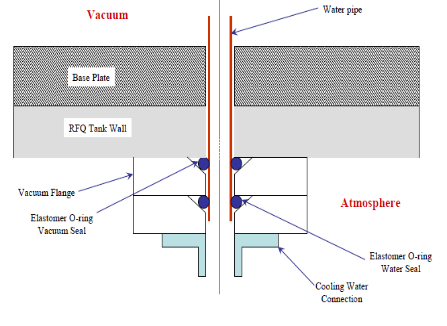 Vacuum
Water pipe
Base Plate
RFQ Tank Wall
Vacuum Flange
Elastomer O-ring
Vacuum Seal
Atmosphere
Elastomer O-ring
Water Seal
Cooling Water
Connection